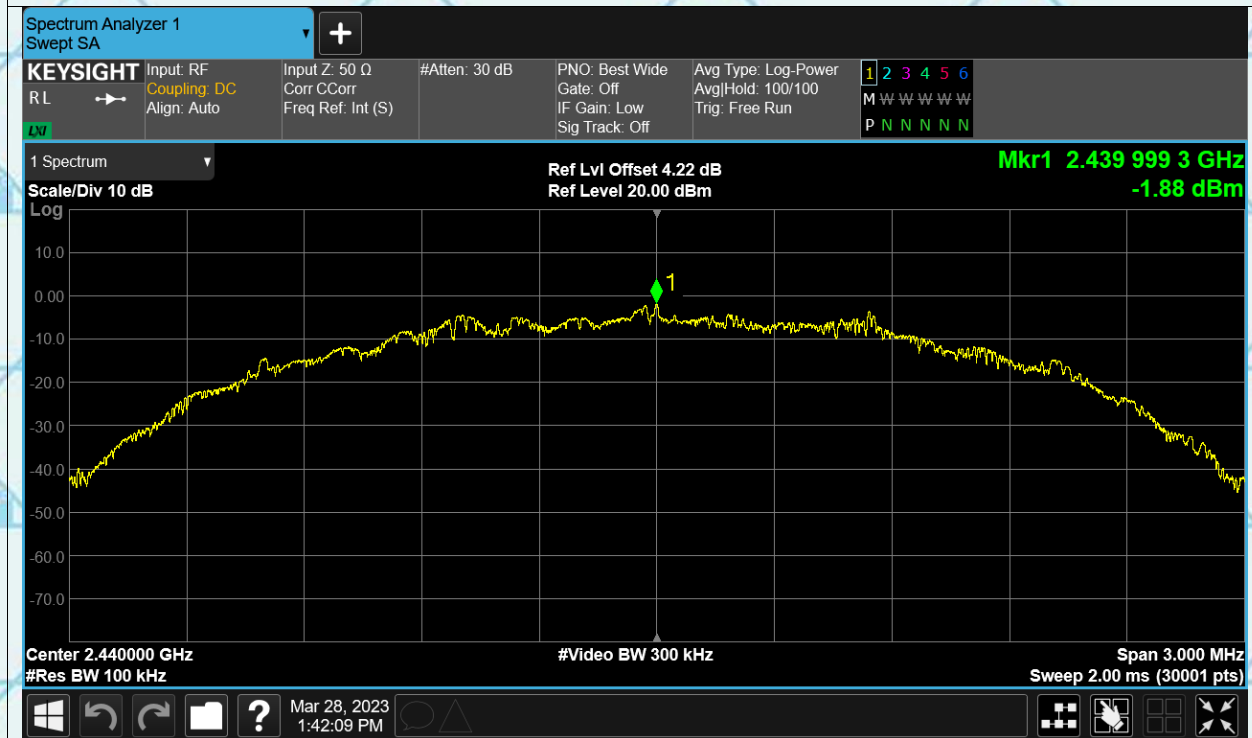 Spectrum Analyzer 1
Swept SA
KEYSIGHT
RL
LXI
Input: RF
Coupling: DC
Align: Auto
Input Z: 50 Ω
Corr CCorr
Freq Ref: Int (S)
#Atten: 30 dB
PNO: Best Wide
Gate: Off
IF Gain: Low
Sig Track: Off
Avg Type: Log-Power
Avg|Hold: 100/100
Trig: Free Run
1 2 3 4 5 6
M W W W W W
P N N N N N
1 Spectrum
Scale/Div 10 dB
Log
Ref Lvl Offset 4.22 dB
Ref Level 20.00 dBm
Mkr1 2.439 999 3 GHz
-1.88 dBm
1
10.0
0.00
-10.0
-20.0
-30.0
-40.0
-50.0
-60.0
-70.0
Center 2.440000 GHz
#Video BW 300 kHz
Span 3.000 MHz
#Res BW 100 kHz
Sweep 2.00 ms (30001 pts)
?
Mar 28, 2023
1:42:09 PM